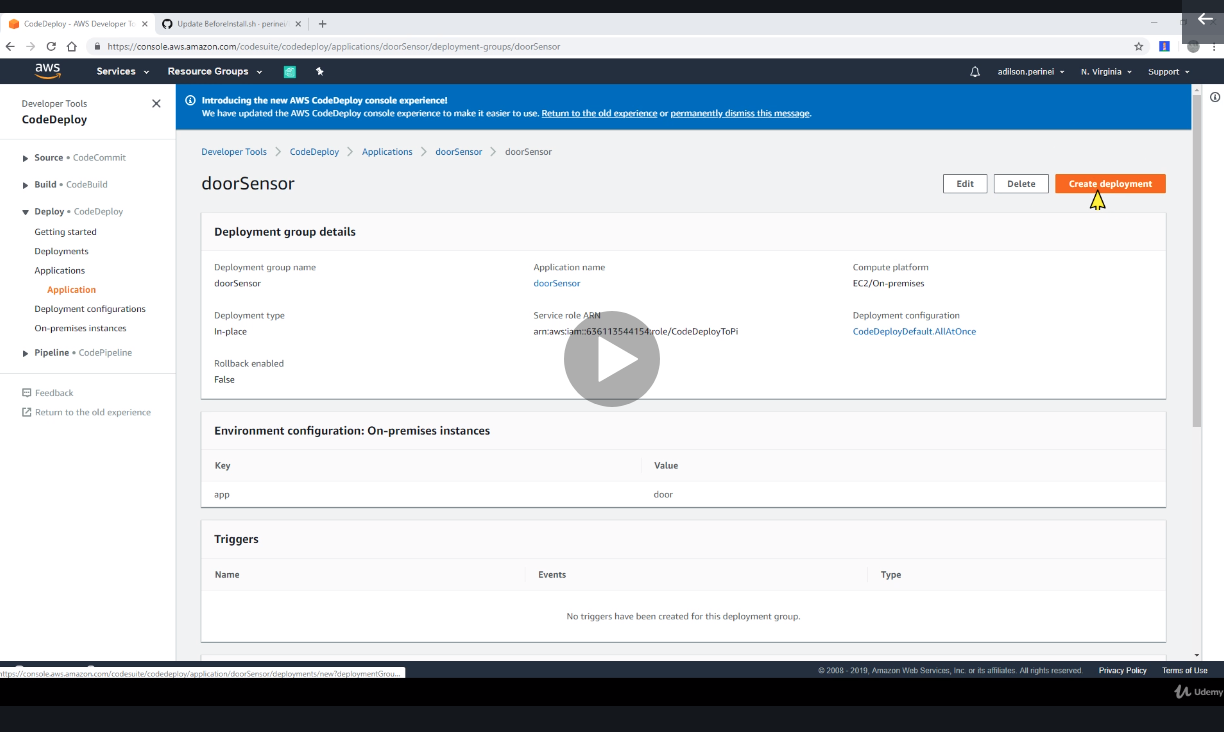 CodeDeploy - AWS Developer To
Update BeforeInstall.sh - perinei/
https://console.aws.amazon.com/codesuite/codedeploy/applications/doorSensor/deployment-groups/doorSensor
aws
Services
Resource Groups
adilson.perinei
N. Virginia
Support
Developer Tools
CodeDeploy
Source • CodeCommit
Build • CodeBuild
Deploy • CodeDeploy
Getting started
Deployments
Applications
Application
Deployment configurations
On-premises instances
Pipeline • CodePipeline
Feedback
Return to the old experience
Introducing the new AWS CodeDeploy console experience!
We have updated the AWS CodeDeploy console experience to make it easier to use. Return to the old experience or permanently dismiss this message.
Developer Tools > CodeDeploy > Applications > doorSensor > doorSensor
doorSensor
Edit
Delete
Create deployment
Deployment group details
Deployment group name
doorSensor
Application name
doorSensor
Compute platform
EC2/On-premises
Deployment type
In-place
Service role ARN
arn:aws:iam::636113544154:role/CodeDeployToPi
Deployment configuration
CodeDeployDefault.AllAtOnce
Rollback enabled
False
Environment configuration: On-premises instances
Key Value
app door
Triggers
Name Events Type
No triggers have been created for this deployment group.
https://console.aws.amazon.com/codesuite/codedeploy/application/doorSensor/deployments/new?deploymentGrou...
© 2008 - 2019, Amazon Web Services, Inc. or its affiliates. All rights reserved.
Privacy Policy
Terms of Use
Udemy